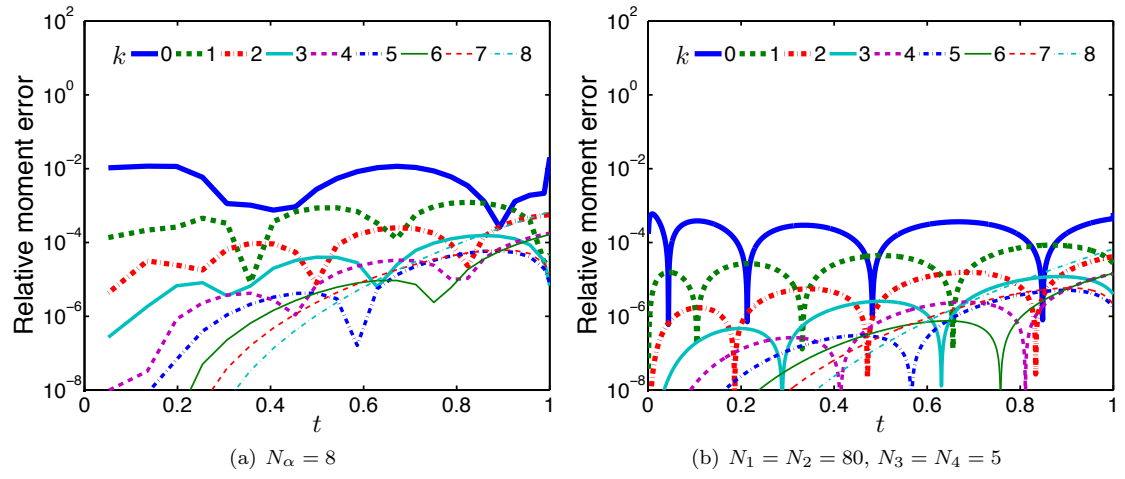 10^2
10^0
10^-2
10^-4
10^-6
10^-8
Relative moment error
k 0 1 2 3 4 5 6 7 8
0 0.2 0.4 0.6 0.8 1
t
(a) N_α = 8
10^2
10^0
10^-2
10^-4
10^-6
10^-8
Relative moment error
k 0 1 2 3 4 5 6 7 8
0 0.2 0.4 0.6 0.8 1
t
(b) N_1 = N_2 = 80, N_3 = N_4 = 5